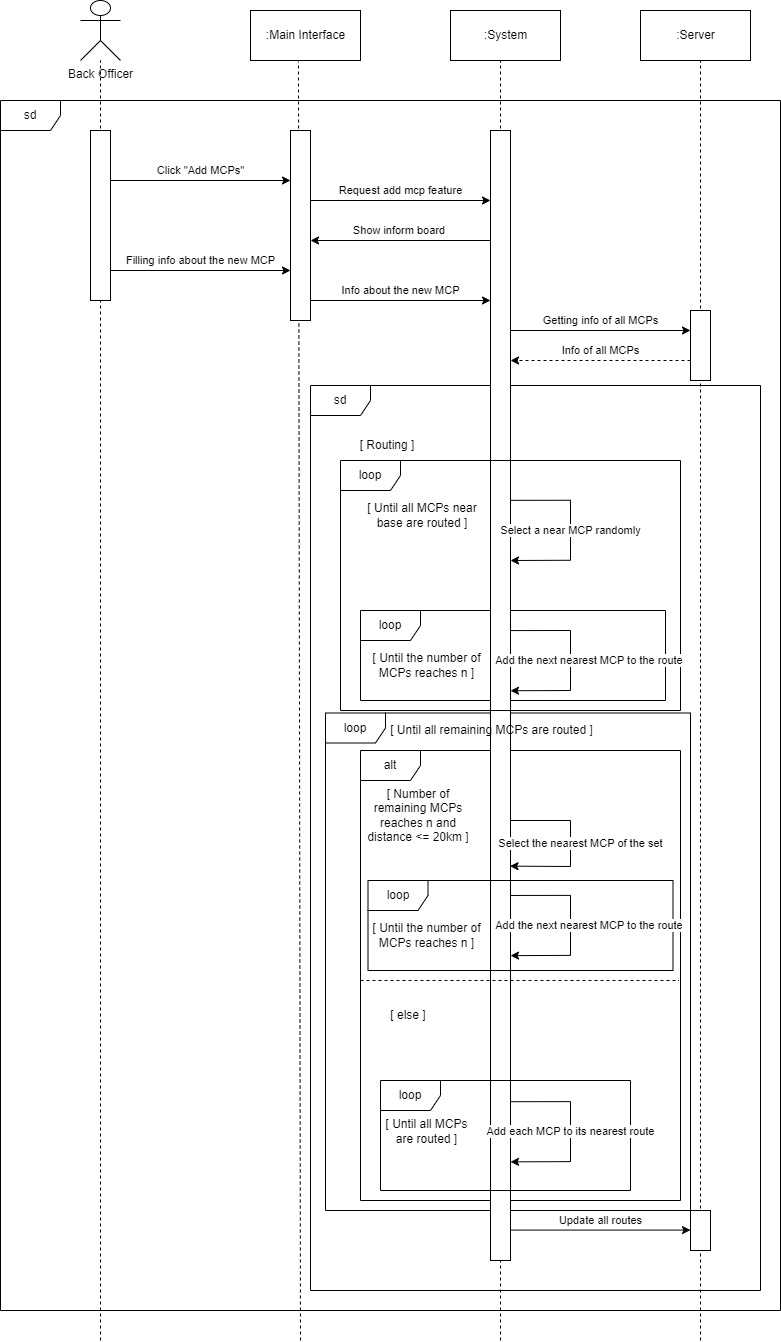 :Main Interface
:System
:Server
Back Officer
sd
Click "Add MCPs"
Request add mcp feature
Show inform board
Filling info about the new MCP
Info about the new MCP
Getting info of all MCPs
Info of all MCPs
sd
[ Routing ]
loop
[ Until all MCPs near
base are routed ]
Select a near MCP randomly
loop
[ Until the number of
MCPs reaches n ]
Add the next nearest MCP to the route
loop
[ Until all remaining MCPs are routed ]
alt
[ Number of
remaining MCPs
reaches n and
distance <= 20km ]
Select the nearest MCP of the set
loop
[ Until the number of
MCPs reaches n ]
Add the next nearest MCP to the route
[ else ]
loop
[ Until all MCPs
are routed ]
Add each MCP to its nearest route
Update all routes